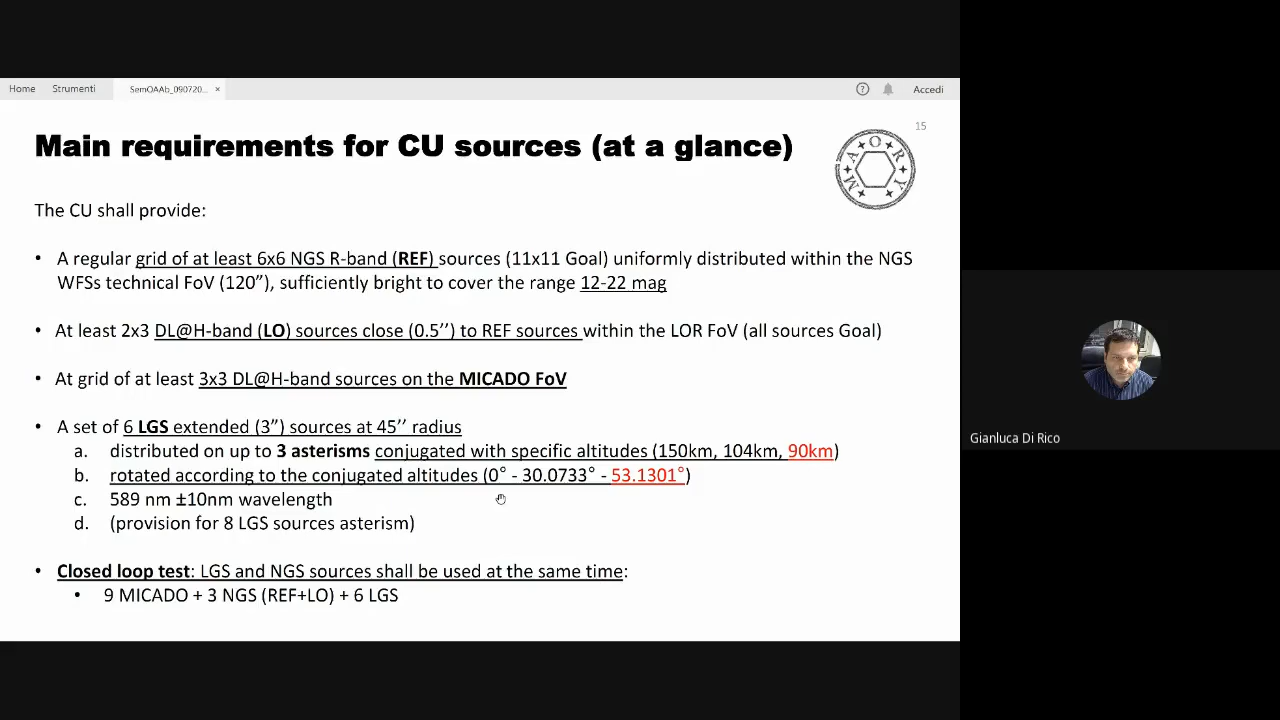 Home Strumenti SemOAAb_090720... × ? Accedi
15
Main requirements for CU sources (at a glance)
MAORY
The CU shall provide:
• A regular grid of at least 6x6 NGS R-band (REF) sources (11x11 Goal) uniformly distributed within the NGS
WFSs technical FoV (120”), sufficiently bright to cover the range 12-22 mag
• At least 2x3 DL@H-band (LO) sources close (0.5’’) to REF sources within the LOR FoV (all sources Goal)
• At grid of at least 3x3 DL@H-band sources on the MICADO FoV
• A set of 6 LGS extended (3”) sources at 45’’ radius
a. distributed on up to 3 asterisms conjugated with specific altitudes (150km, 104km, 90km)
b. rotated according to the conjugated altitudes (0° - 30.0733° - 53.1301°)
c. 589 nm ±10nm wavelength
d. (provision for 8 LGS sources asterism)
• Closed loop test: LGS and NGS sources shall be used at the same time:
• 9 MICADO + 3 NGS (REF+LO) + 6 LGS
Gianluca Di Rico